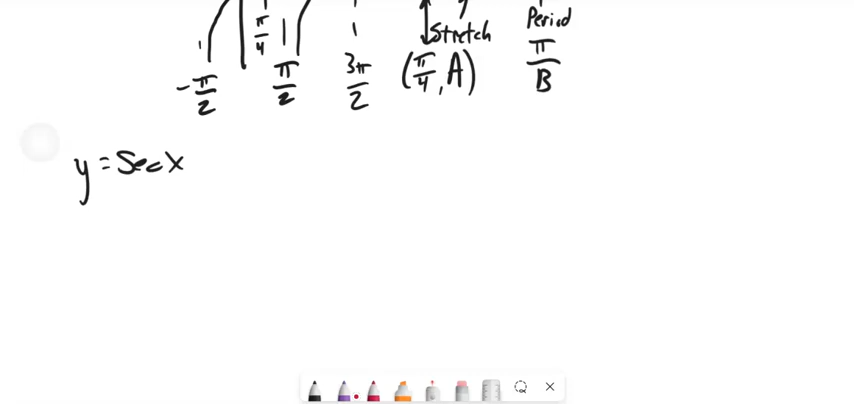 Period
π/4 Stretch
-π/2 π/2 3π/2 (π/4, A) π/B
y = Sec x